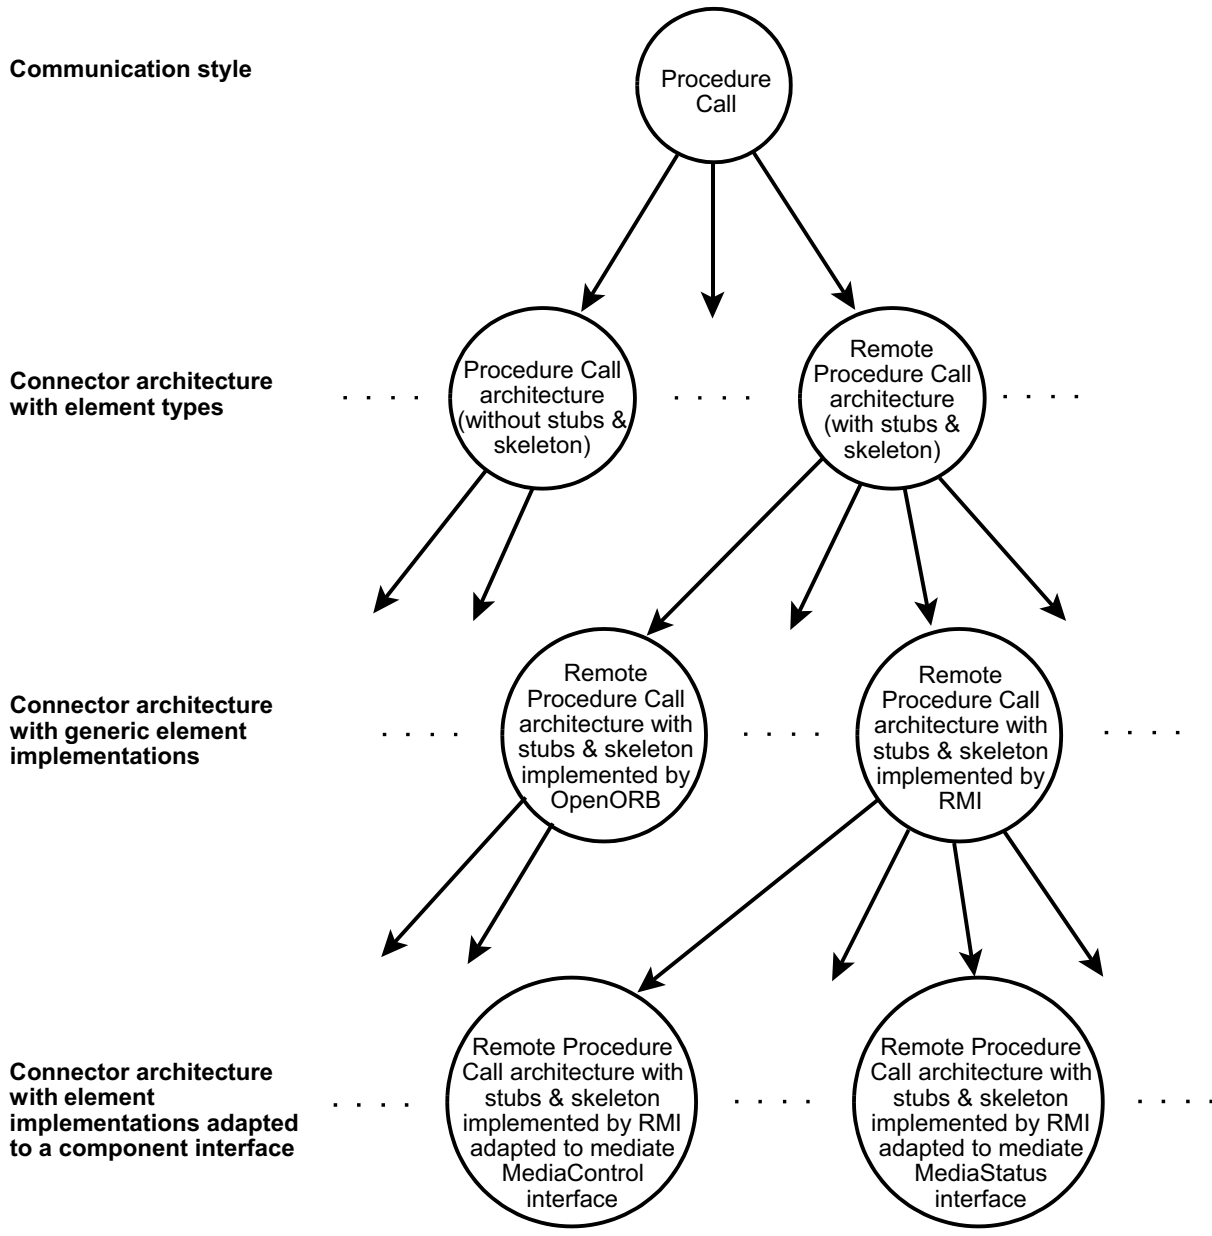 Communication style
Procedure
Call
Connector architecture
with element types
Procedure Call
architecture
(without stubs &
skeleton)
Remote
Procedure Call
architecture
(with stubs &
skeleton)
Connector architecture
with generic element
implementations
Remote
Procedure Call
architecture with
stubs & skeleton
implemented by
OpenORB
Remote
Procedure Call
architecture with
stubs & skeleton
implemented by
RMI
Connector architecture
with element
implementations adapted
to a component interface
Remote Procedure
Call architecture with
stubs & skeleton
implemented by RMI
adapted to mediate
MediaControl
interface
Remote Procedure
Call architecture with
stubs & skeleton
implemented by RMI
adapted to mediate
MediaStatus
interface